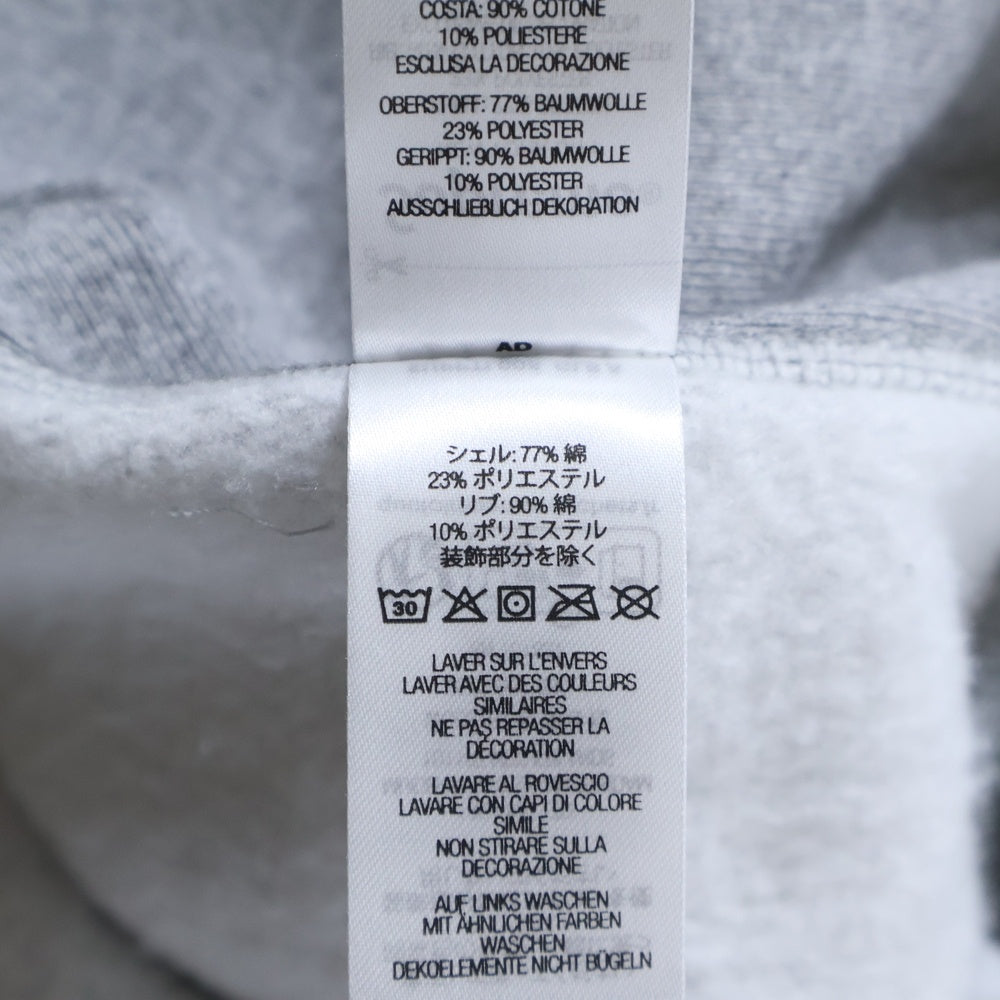 COSTA: 90% COTONE
10% POLIESTERE
ESCLUSA LA DECORAZIONE
OBERSTOFF: 77% BAUMWOLLE
23% POLYESTER
GERIPPT: 90% BAUMWOLLE
10% POLYESTER
AUSSCHLIEßLICH DEKORATION
AD
シェル: 77% 綿
23% ポリエステル
リブ: 90% 綿
10% ポリエステル
装飾部分を除く
30
LAVER SUR L'ENVERS
LAVER AVEC DES COULEURS
SIMILAIRES
NE PAS REPASSER LA
DÉCORATION
LAVARE AL ROVESCIO
LAVARE CON CAPI DI COLORE
SIMILE
NON STIRARE SULLA
DECORAZIONE
AUF LINKS WASCHEN
MIT ÄHNLICHEN FARBEN
WASCHEN
DEKOELEMENTE NICHT BÜGELN